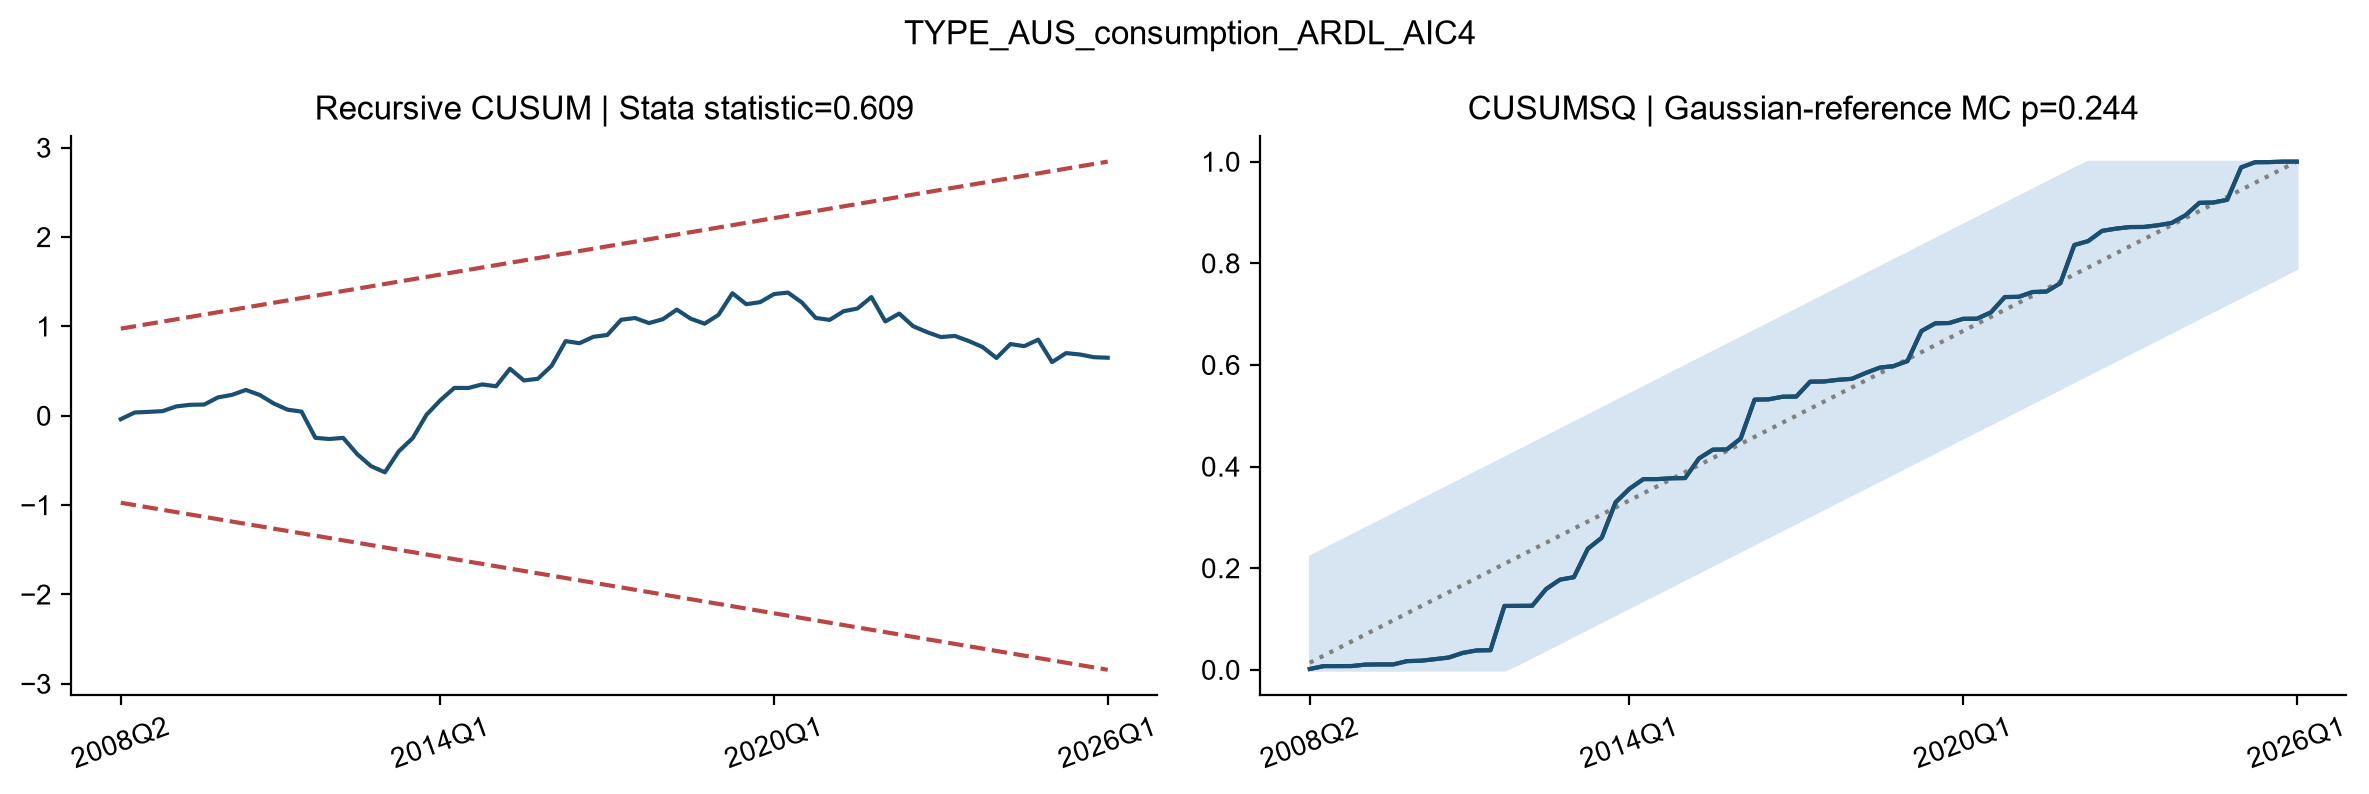 TYPE_AUS_consumption_ARDL_AIC4
Recursive CUSUM | Stata statistic=0.609
3
2
1
0
−1
−2
−3
2008Q2
2014Q1
2020Q1
2026Q1
CUSUMSQ | Gaussian-reference MC p=0.244
1.0
0.8
0.6
0.4
0.2
0.0
2008Q2
2014Q1
2020Q1
2026Q1